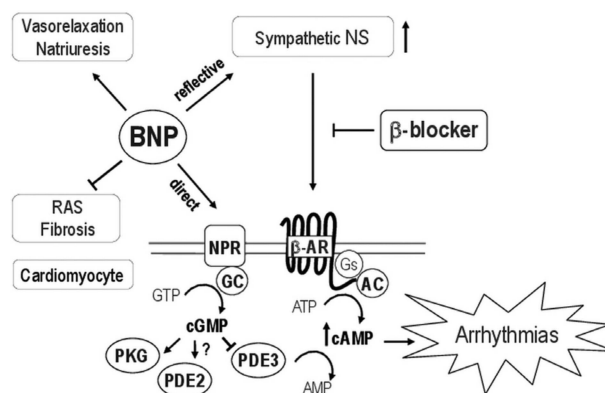 Vasorelaxation
Natriuresis
Sympathetic NS
reflective
BNP
β-blocker
direct
RAS
Fibrosis
NPR
β-AR
Gs
Cardiomyocyte
GC
AC
GTP
ATP
cGMP
cAMP
Arrhythmias
PKG
?
PDE3
PDE2
AMP